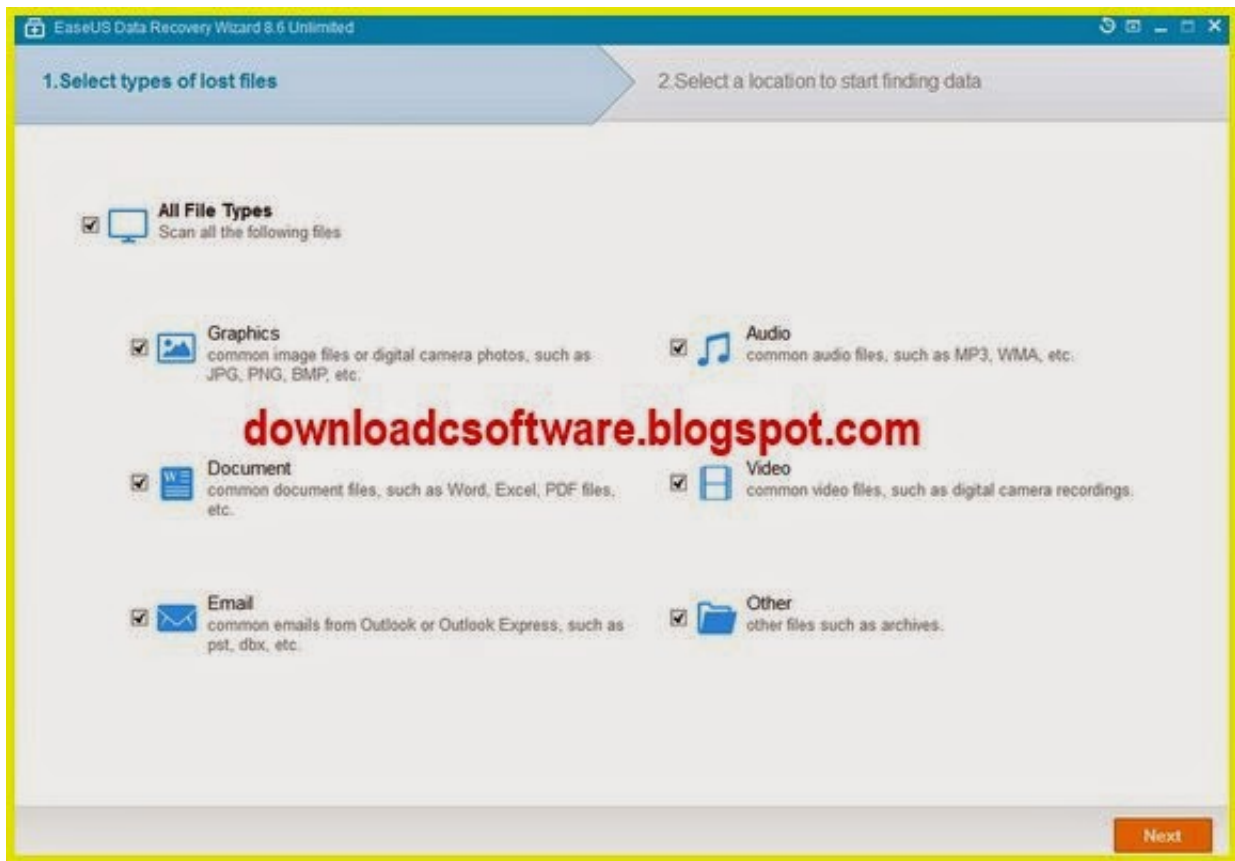 EaseUS Data Recovery Wizard 8.6 Unlimited
1.Select types of lost files
2.Select a location to start finding data
All File Types
Scan all the following files
Graphics
common image files or digital camera photos, such as
JPG, PNG, BMP, etc.
Audio
common audio files, such as MP3, WMA, etc.
downloadcsoftware.blogspot.com
Document
common document files, such as Word, Excel, PDF files,
etc.
Video
common video files, such as digital camera recordings.
Email
common emails from Outlook or Outlook Express, such as
pst, dbx, etc.
Other
other files such as archives.
Next